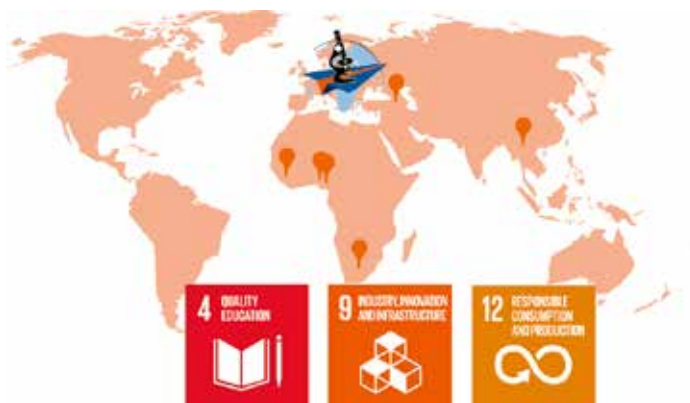 4 QUALITY
EDUCATION
9 INDUSTRY, INNOVATION
AND INFRASTRUCTURE
12 RESPONSIBLE
CONSUMPTION
AND PRODUCTION